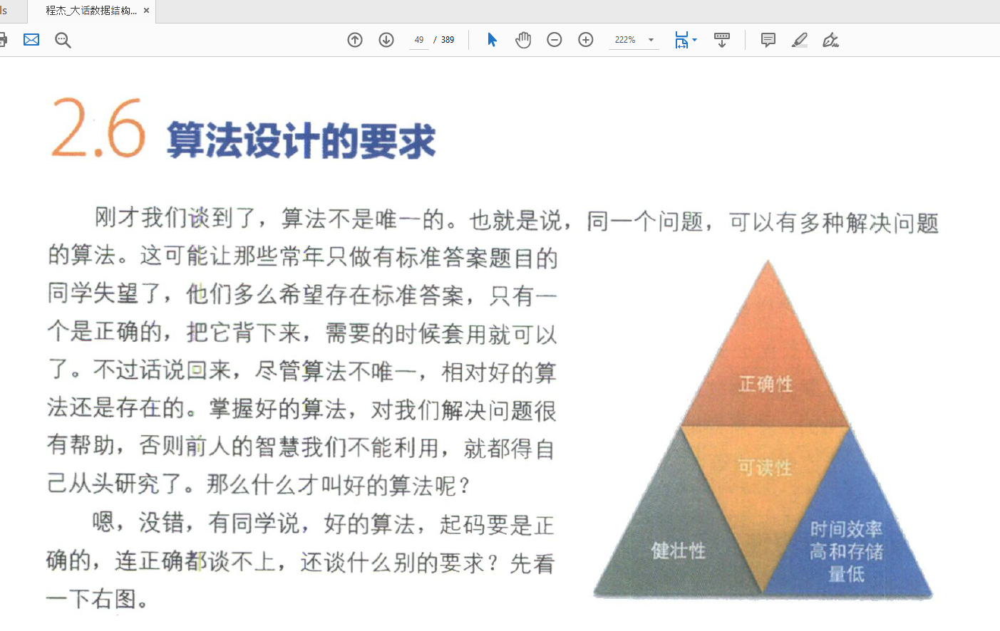 ls
程杰_大话数据结构... ×
49 / 389
222%
2.6 算法设计的要求
刚才我们谈到了，算法不是唯一的。也就是说，同一个问题，可以有多种解决问题
的算法。这可能让那些常年只做有标准答案题目的
同学失望了，他们多么希望存在标准答案，只有一
个是正确的，把它背下来，需要的时候套用就可以
了。不过话说回来，尽管算法不唯一，相对好的算
法还是存在的。掌握好的算法，对我们解决问题很
有帮助，否则前人的智慧我们不能利用，就都得自
己从头研究了。那么什么才叫好的算法呢？
嗯，没错，有同学说，好的算法，起码要是正
确的，连正确都谈不上，还谈什么别的要求？先看
一下右图。
正确性
可读性
健壮性
时间效率
高和存储
量低